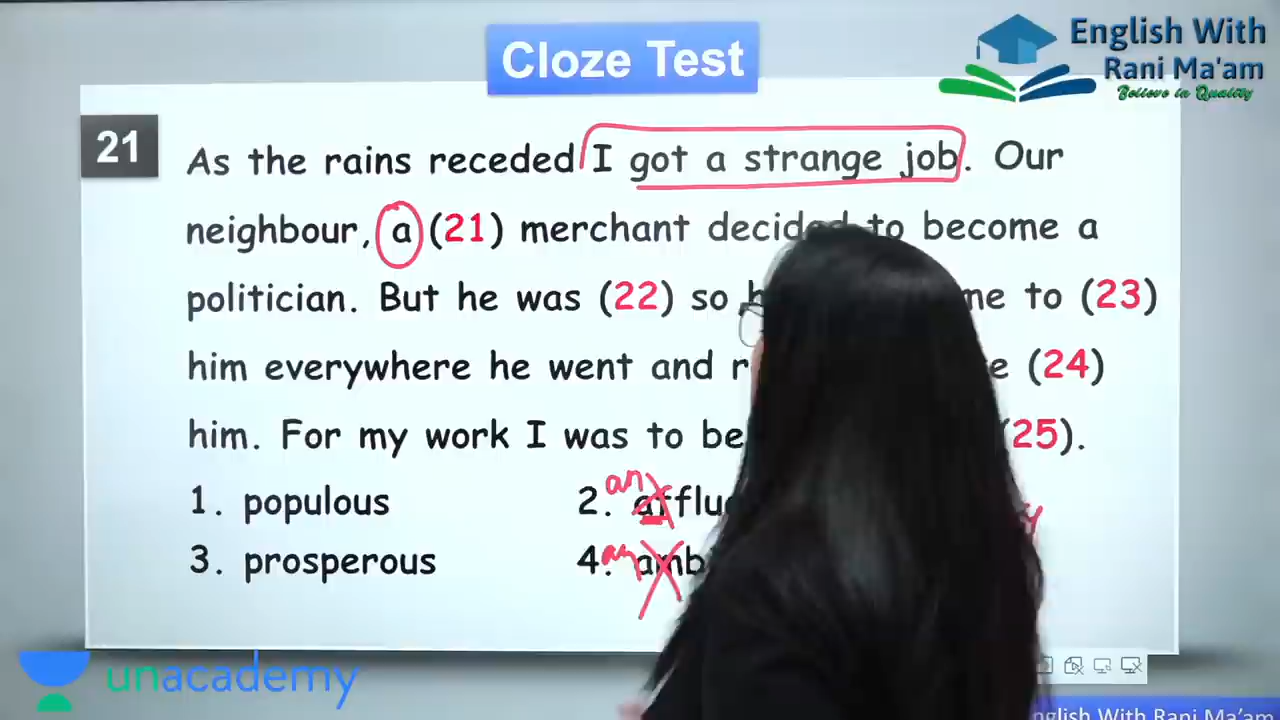 Cloze Test
English With
Rani Ma'am
Believe in Quality
21
As the rains receded I got a strange job. Our
neighbour, a (21) merchant decided to become a
politician. But he was (22) so me to (23)
him everywhere he went and (24)
him. For my work I was to be (25).
1. populous
an
2.
3. prosperous
an
4.
unacademy
English With Rani Ma'am